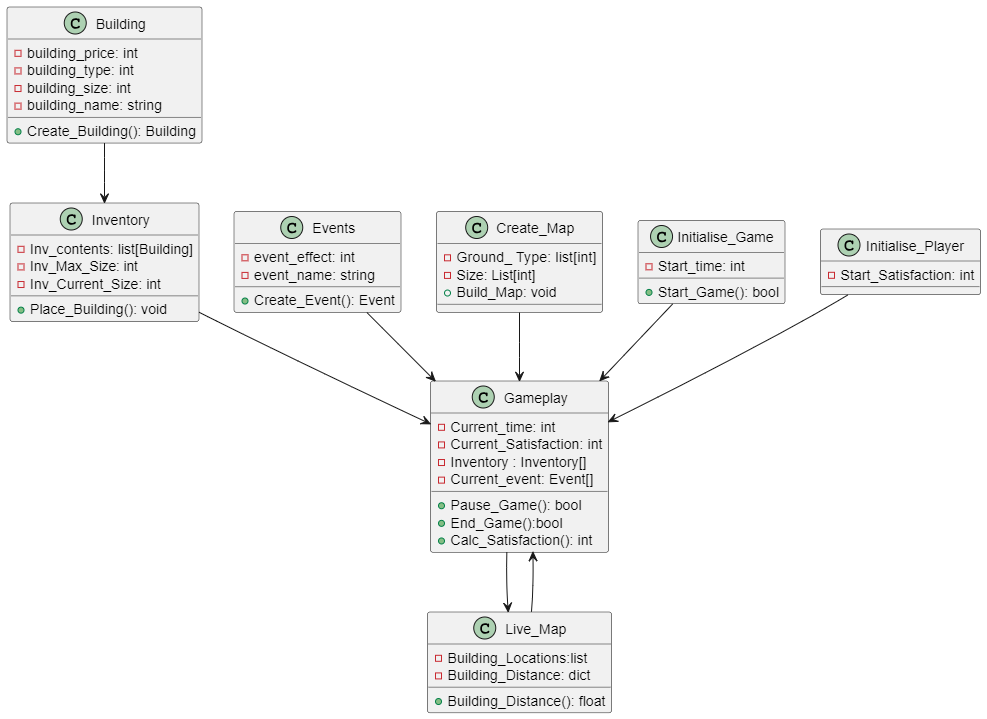 C Building
building_price: int
building_type: int
building_size: int
building_name: string
Create_Building(): Building
C Inventory
Inv_contents: list[Building]
Inv_Max_Size: int
Inv_Current_Size: int
Place_Building(): void
C Events
event_effect: int
event_name: string
Create_Event(): Event
C Create_Map
Ground_ Type: list[int]
Size: List[int]
Build_Map: void
C Initialise_Game
Start_time: int
Start_Game(): bool
C Initialise_Player
Start_Satisfaction: int
C Gameplay
Current_time: int
Current_Satisfaction: int
Inventory : Inventory[]
Current_event: Event[]
Pause_Game(): bool
End_Game():bool
Calc_Satisfaction(): int
C Live_Map
Building_Locations:list
Building_Distance: dict
Building_Distance(): float